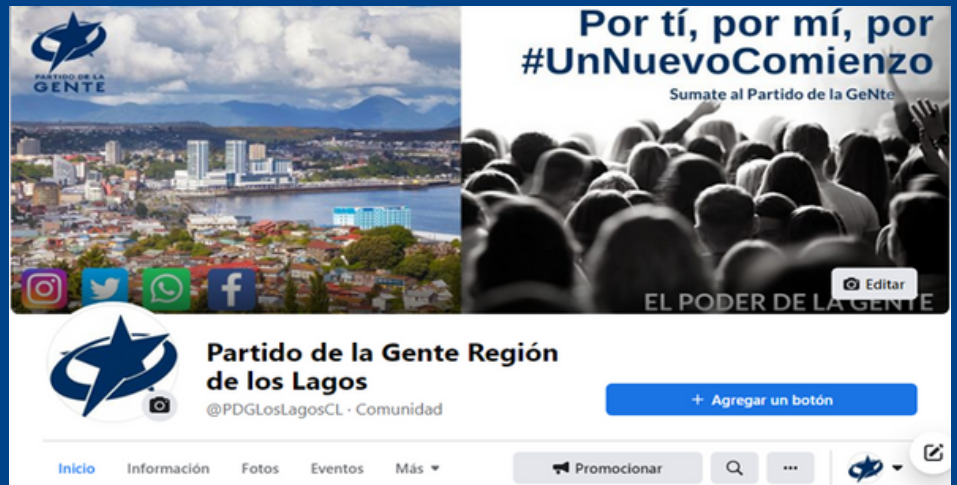 PARTIDO DE LA
GENTE
Por tí, por mí, por
#UnNuevoComienzo
Sumate al Partido de la GeNte
EL PODER DE LA GENTE
Editar
Partido de la Gente Región
de los Lagos
@PDGLosLagosCL · Comunidad
+ Agregar un botón
Inicio Información Fotos Eventos Más
Promocionar